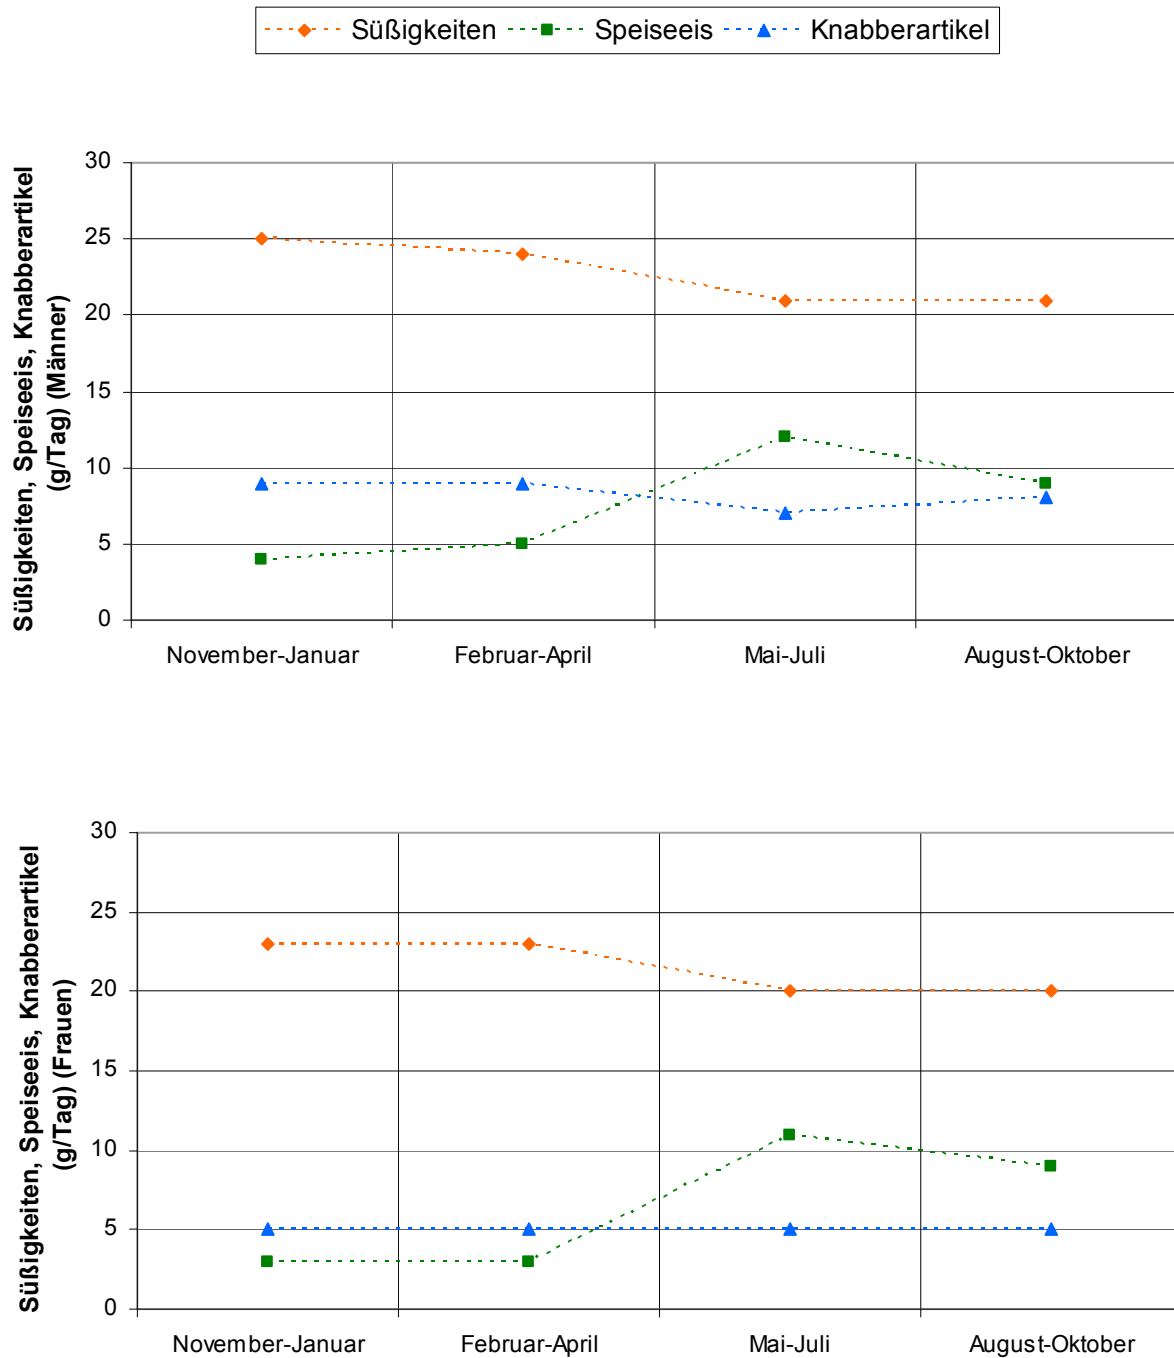 Süßigkeiten Speiseeis Knabberartikel
Süßigkeiten, Speiseeis, Knabberartikel
(g/Tag) (Männer)
30
25
20
15
10
5
0
November-Januar Februar-April Mai-Juli August-Oktober
Süßigkeiten, Speiseeis, Knabberartikel
(g/Tag) (Frauen)
30
25
20
15
10
5
0
November-Januar Februar-April Mai-Juli August-Oktober